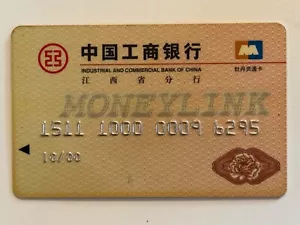 中国工商银行
INDUSTRIAL AND COMMERCIAL BANK OF CHINA
江西省分行
牡丹灵通卡
MONEYLINK
1511 1000 0009 6295
10/00